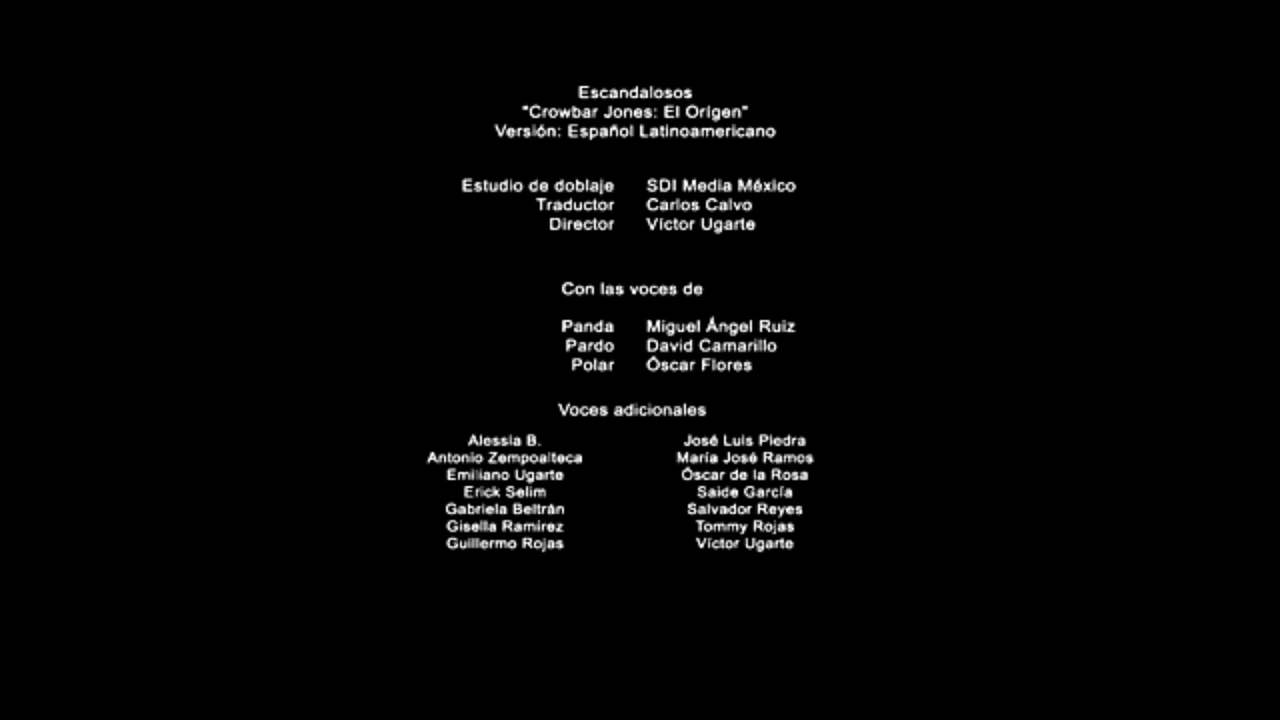 Escandalosos
"Crowbar Jones: El Origen"
Versión: Español Latinoamericano
Estudio de doblaje SDI Media México
Traductor Carlos Calvo
Director Víctor Ugarte
Con las voces de
Panda Miguel Ángel Ruiz
Pardo David Camarillo
Polar Óscar Flores
Voces adicionales
Alessia B. José Luis Piedra
Antonio Zempoalteca María José Ramos
Emiliano Ugarte Óscar de la Rosa
Erick Selim Saide García
Gabriela Beltrán Salvador Reyes
Gisella Ramírez Tommy Rojas
Guillermo Rojas Víctor Ugarte